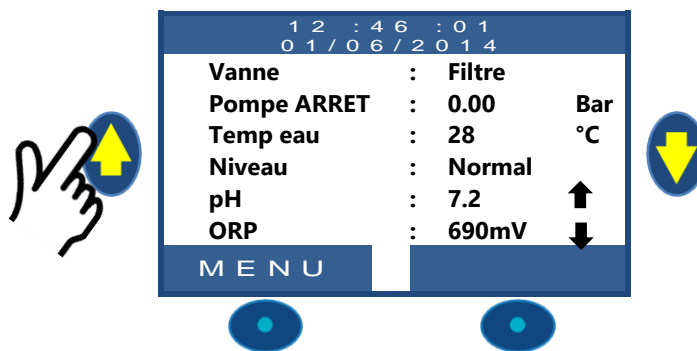 12 :46 :01
01/06/2014
Vanne : Filtre
Pompe ARRET : 0.00 Bar
Temp eau : 28 °C
Niveau : Normal
pH : 7.2
ORP : 690mV
MENU